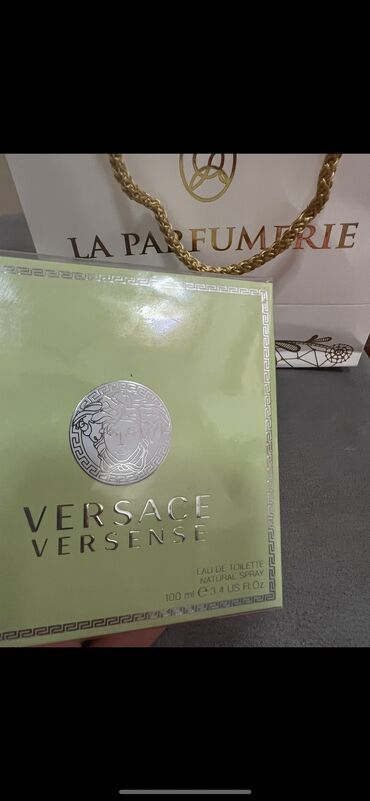 LA PARFUMERIE
VERSACE
VERSENSE
EAU DE TOILETTE
NATURAL SPRAY
100 ml ℮ 3.4 US Fl.Oz